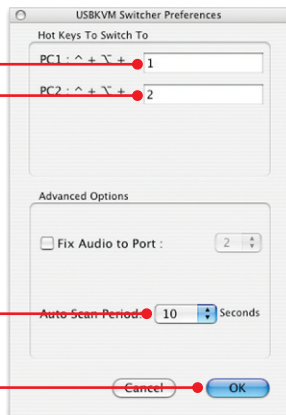 USBKVM Switcher Preferences
Hot Keys To Switch To
PC1 : ^ + ⌥ + 1
PC2 : ^ + ⌥ + 2
Advanced Options
Fix Audio to Port : 2
Auto Scan Period: 10 Seconds
Cancel OK